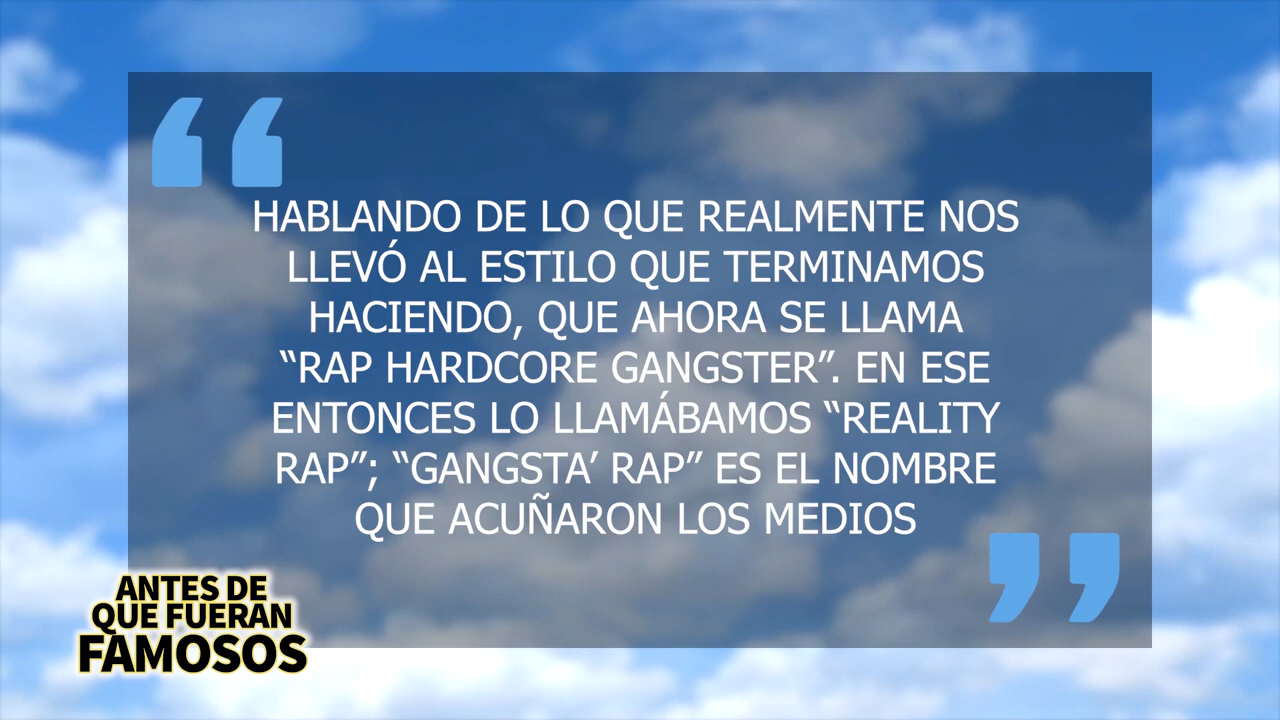 HABLANDO DE LO QUE REALMENTE NOS
LLEVÓ AL ESTILO QUE TERMINAMOS
HACIENDO, QUE AHORA SE LLAMA
“RAP HARDCORE GANGSTER”. EN ESE
ENTONCES LO LLAMÁBAMOS “REALITY
RAP”; “GANGSTA’ RAP” ES EL NOMBRE
QUE ACUÑARON LOS MEDIOS
ANTES DE
QUE FUERAN
FAMOSOS